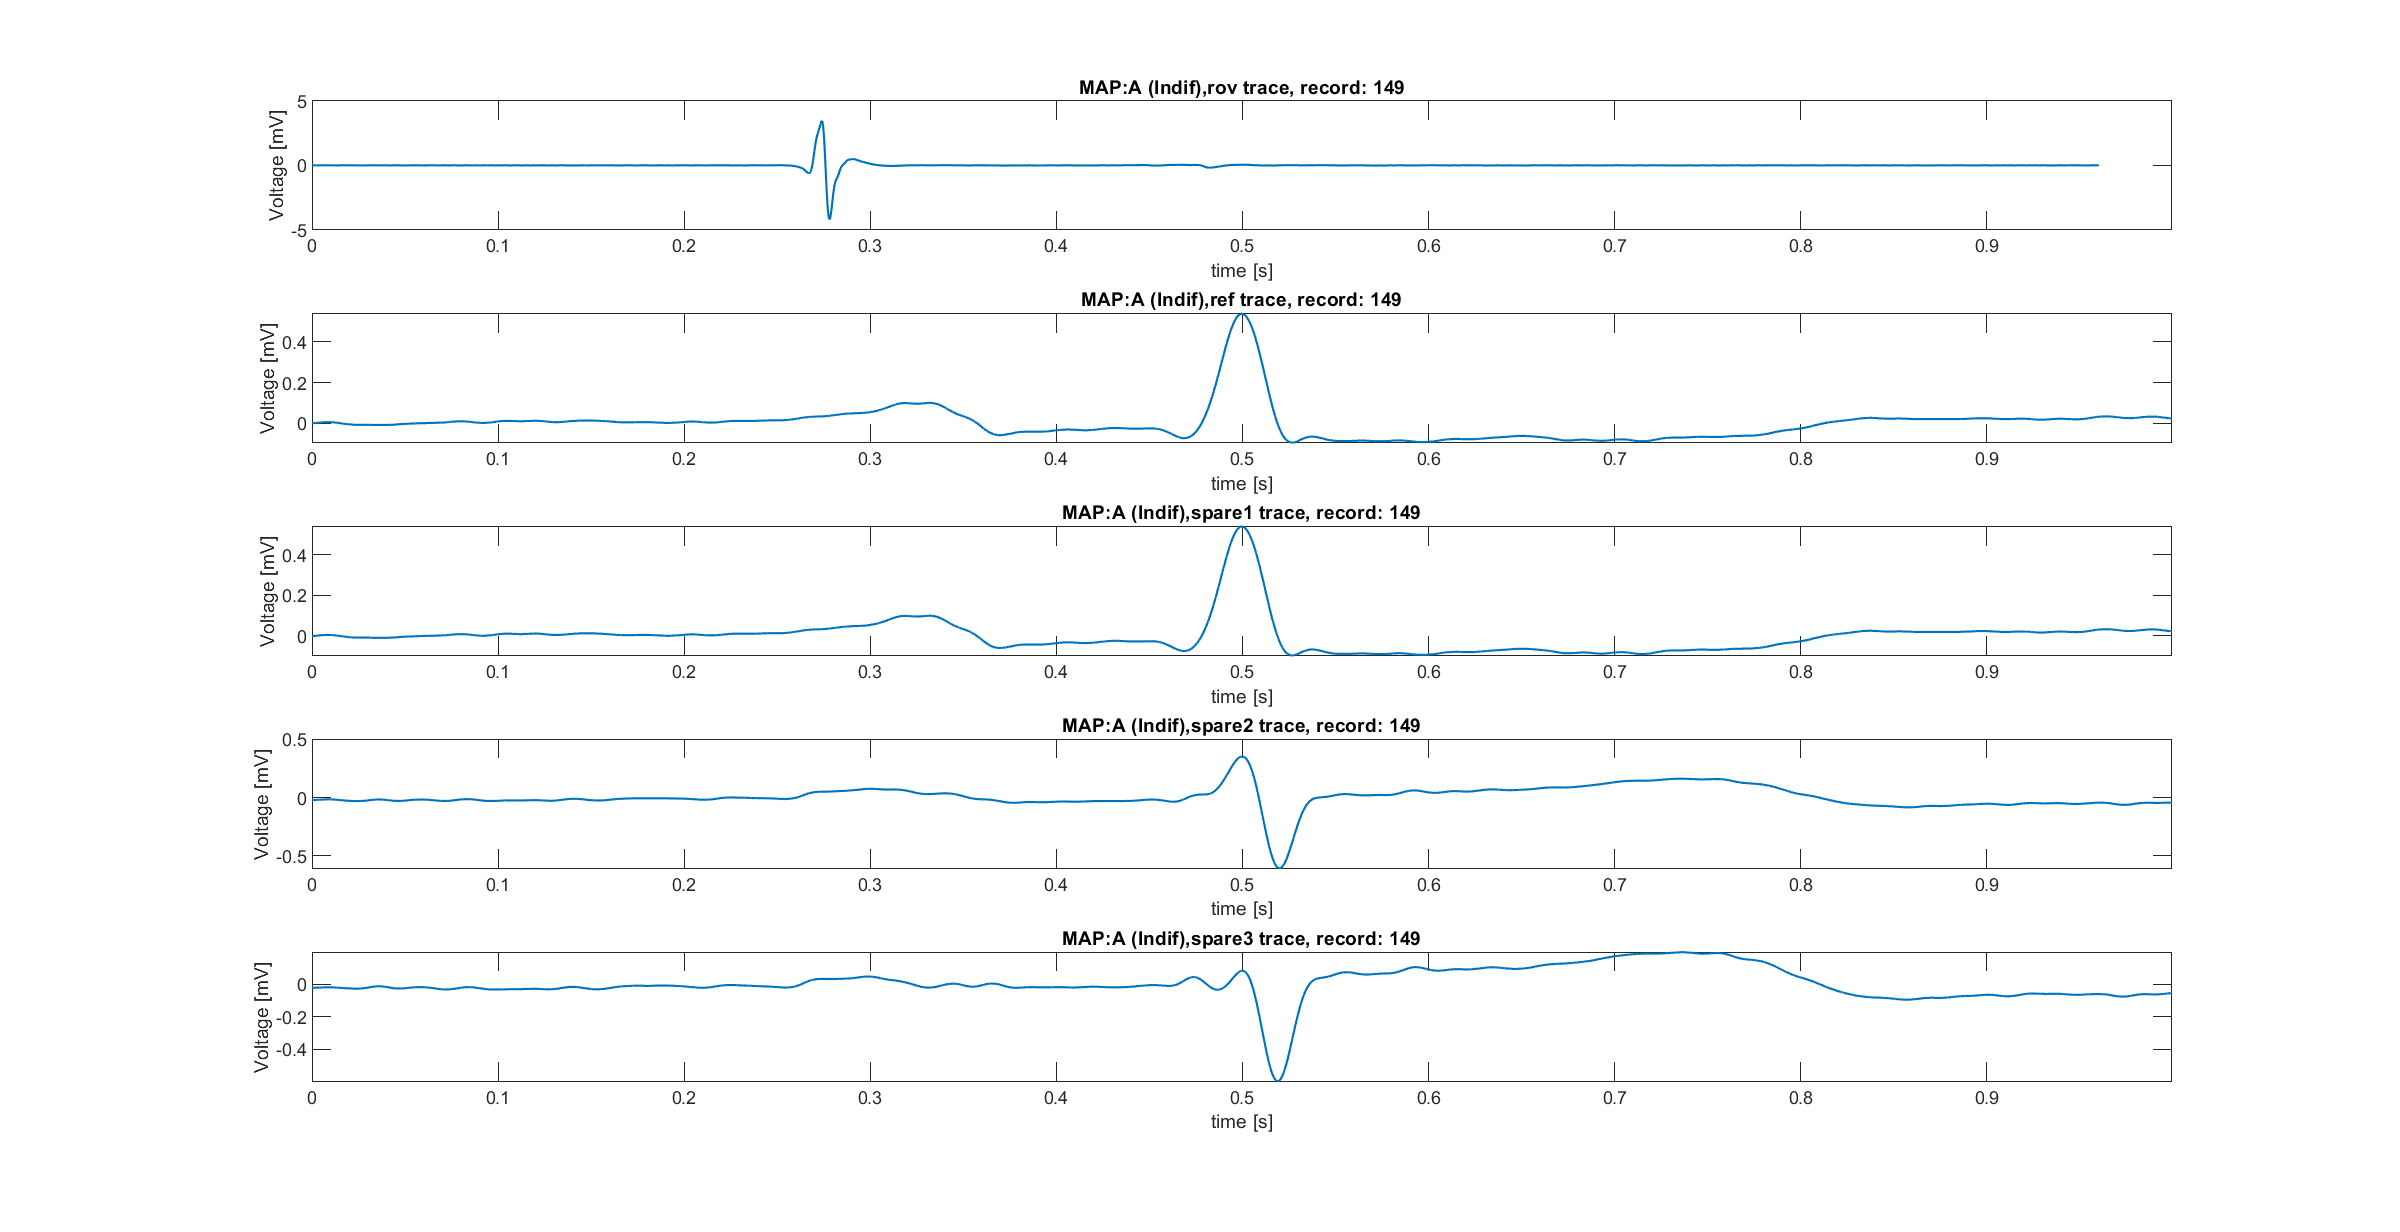 MAP:A (Indif),rov trace, record: 149
Voltage [mV]
5
0
-5
0 0.1 0.2 0.3 0.4 0.5 0.6 0.7 0.8 0.9
time [s]
MAP:A (Indif),ref trace, record: 149
Voltage [mV]
0.4
0.2
0
0 0.1 0.2 0.3 0.4 0.5 0.6 0.7 0.8 0.9
time [s]
MAP:A (Indif),spare1 trace, record: 149
Voltage [mV]
0.4
0.2
0
0 0.1 0.2 0.3 0.4 0.5 0.6 0.7 0.8 0.9
time [s]
MAP:A (Indif),spare2 trace, record: 149
Voltage [mV]
0.5
0
-0.5
0 0.1 0.2 0.3 0.4 0.5 0.6 0.7 0.8 0.9
time [s]
MAP:A (Indif),spare3 trace, record: 149
Voltage [mV]
0
-0.2
-0.4
0 0.1 0.2 0.3 0.4 0.5 0.6 0.7 0.8 0.9
time [s]